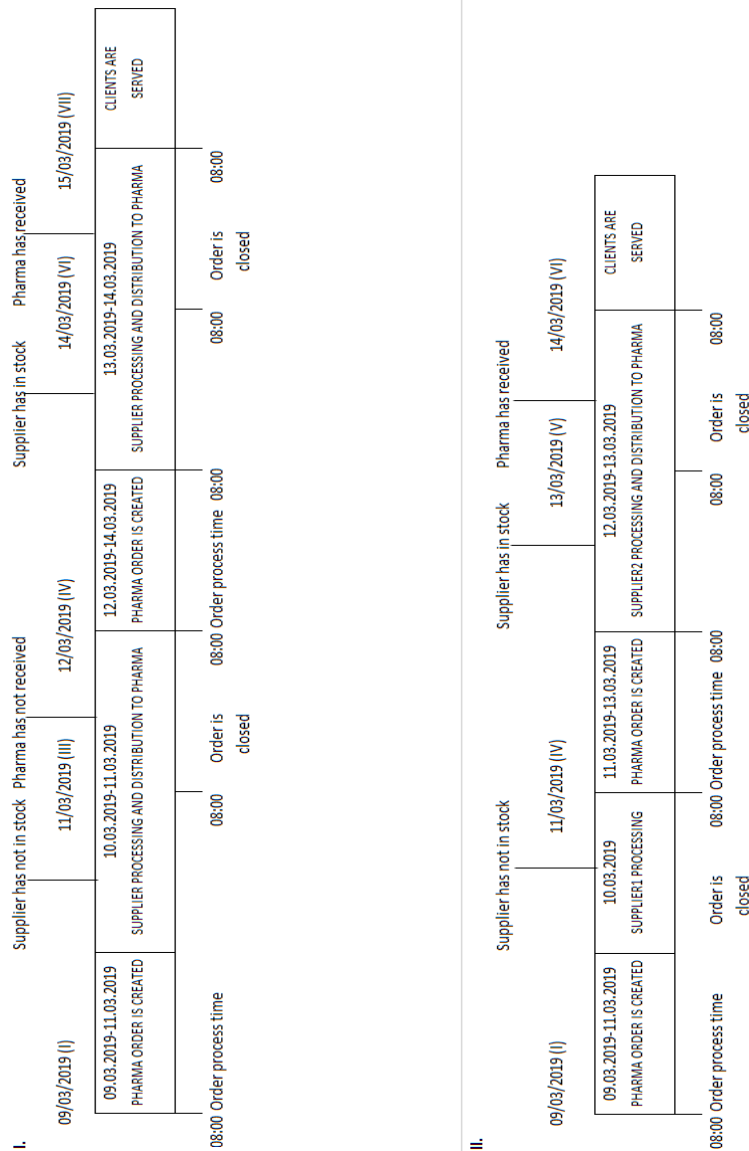 I.
Supplier has not in stock Pharma has not received Supplier has in stock Pharma has received
09/03/2019 (I) 11/03/2019 (III) 12/03/2019 (IV) 14/03/2019 (VI) 15/03/2019 (VII)
09.03.2019-11.03.2019 10.03.2019-11.03.2019 12.03.2019-14.03.2019 13.03.2019-14.03.2019 CLIENTS ARE
PHARMA ORDER IS CREATED SUPPLIER PROCESSING AND DISTRIBUTION TO PHARMA PHARMA ORDER IS CREATED SUPPLIER PROCESSING AND DISTRIBUTION TO PHARMA SERVED
08:00 Order process time 08:00 Order is 08:00 Order process time 08:00 08:00 Order is 08:00
closed closed
II.
Supplier has not in stock Supplier has in stock Pharma has received
09/03/2019 (I) 11/03/2019 (IV) 13/03/2019 (V) 14/03/2019 (VI)
09.03.2019-11.03.2019 10.03.2019 11.03.2019-13.03.2019 12.03.2019-13.03.2019 CLIENTS ARE
PHARMA ORDER IS CREATED SUPPLIER1 PROCESSING PHARMA ORDER IS CREATED SUPPLIER2 PROCESSING AND DISTRIBUTION TO PHARMA SERVED
08:00 Order process time Order is 08:00 Order process time 08:00 08:00 Order is 08:00
closed closed